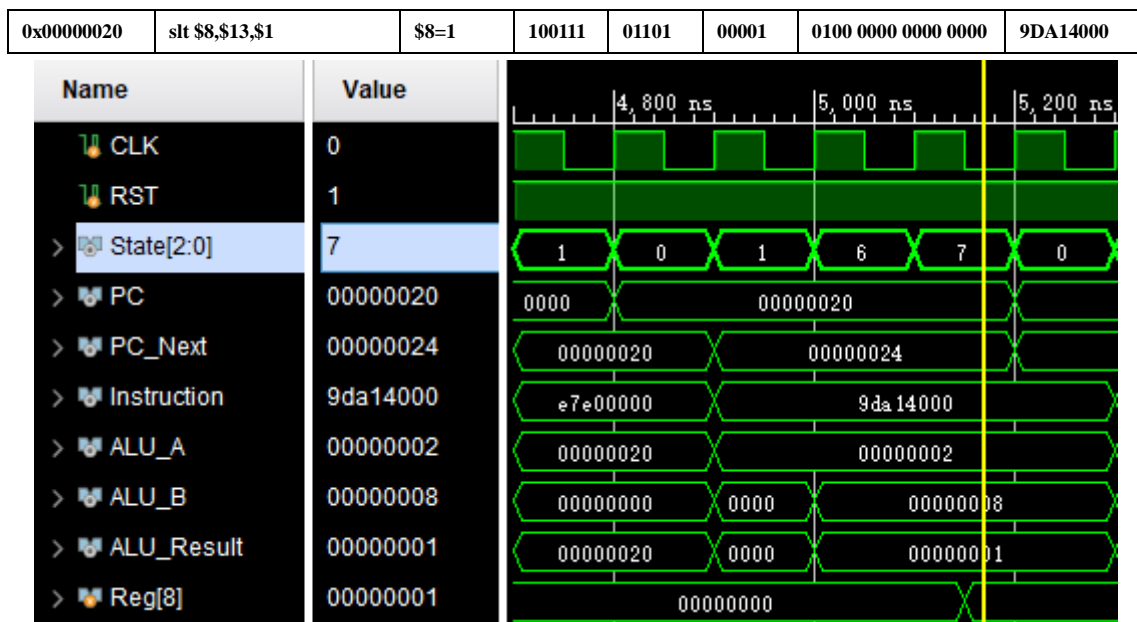 0x00000020 slt $8,$13,$1 $8=1 100111 01101 00001 0100 0000 0000 0000 9DA14000
Name Value 4,800 ns 5,000 ns 5,200 ns
CLK 0
RST 1
State[2:0] 7 1 0 1 6 7 0
PC 00000020 0000 00000020
PC_Next 00000024 00000020 00000024
Instruction 9da14000 e7e00000 9da14000
ALU_A 00000002 00000020 00000002
ALU_B 00000008 00000000 0000 00000008
ALU_Result 00000001 00000020 0000 00000001
Reg[8] 00000001 00000000